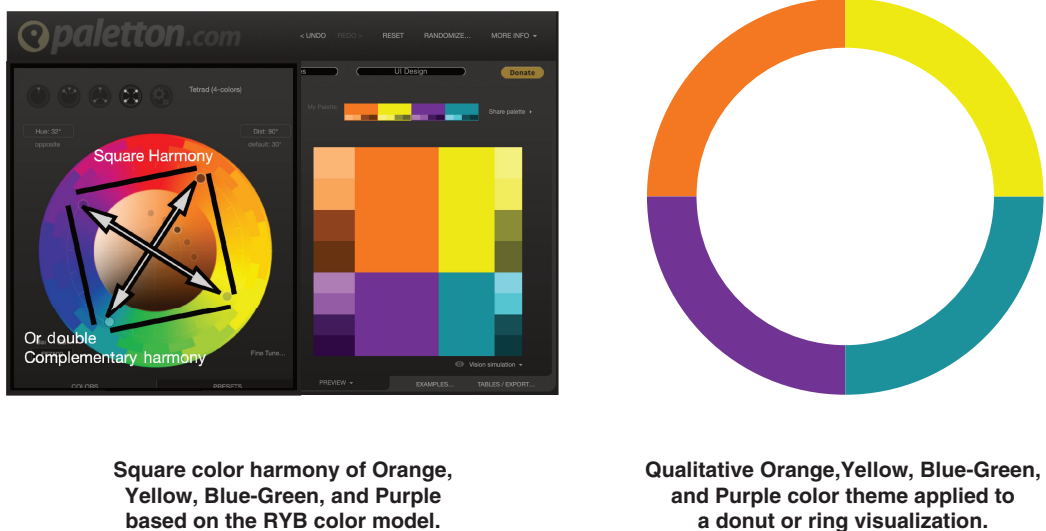 paletton.com
< UNDO REDO > RESET RANDOMIZE... MORE INFO
es UI Design Donate
Tetrad (4-colors)
My Palette: Share palette
Hue: 32° Dist: 90°
opposite default: 30°
Square Harmony
Or double
Complementary harmony
Fine Tune...
Vision simulation
COLORS PRESETS PREVIEW EXAMPLES... TABLES / EXPORT...
Square color harmony of Orange,
Yellow, Blue-Green, and Purple
based on the RYB color model.
Qualitative Orange,Yellow, Blue-Green,
and Purple color theme applied to
a donut or ring visualization.